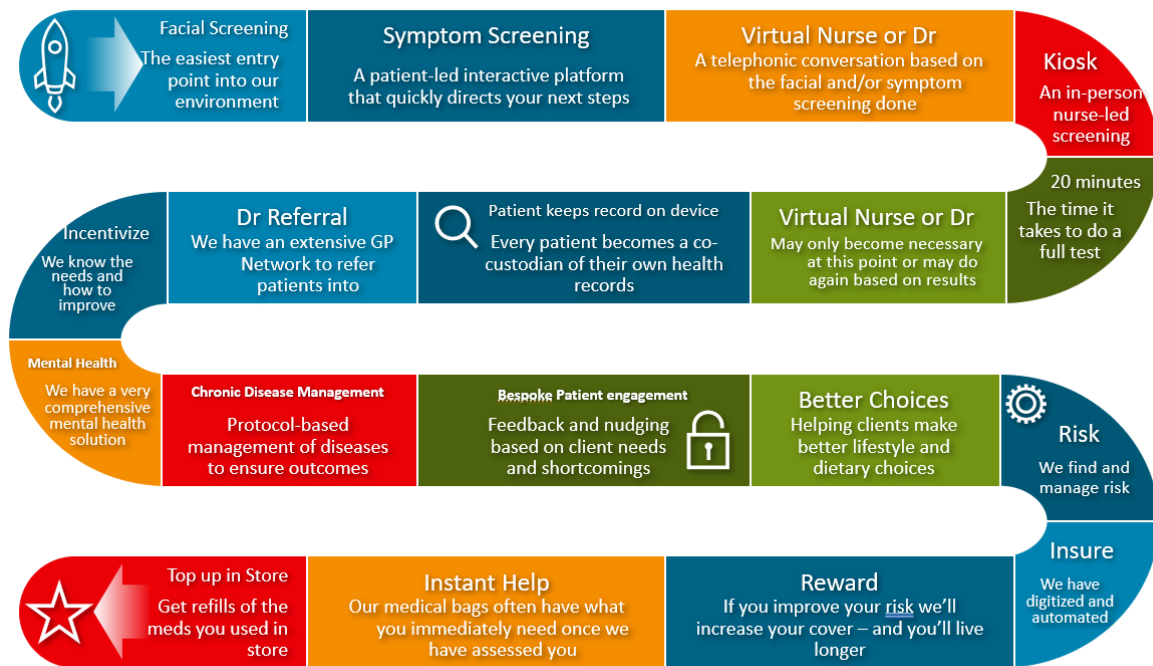 Facial Screening
The easiest entry
point into our
environment
Symptom Screening
A patient-led interactive platform
that quickly directs your next steps
Virtual Nurse or Dr
A telephonic conversation based on
the facial and/or symptom
screening done
Kiosk
An in-person
nurse-led
screening
20 minutes
The time it
takes to do a
full test
Virtual Nurse or Dr
May only become necessary
at this point or may do
again based on results
Patient keeps record on device
Every patient becomes a co-
custodian of their own health
records
Dr Referral
We have an extensive GP
Network to refer
patients into
Incentivize
We know the
needs and
how to
improve
Mental Health
We have a very
comprehensive
mental health
solution
Chronic Disease Management
Protocol-based
management of diseases
to ensure outcomes
Bespoke Patient engagement
Feedback and nudging
based on client needs
and shortcomings
Better Choices
Helping clients make
better lifestyle and
dietary choices
Risk
We find and
manage risk
Insure
We have
digitized and
automated
Reward
If you improve your risk we'll
increase your cover – and you'll live
longer
Instant Help
Our medical bags often have what
you immediately need once we
have assessed you
Top up in Store
Get refills of the
meds you used in
store